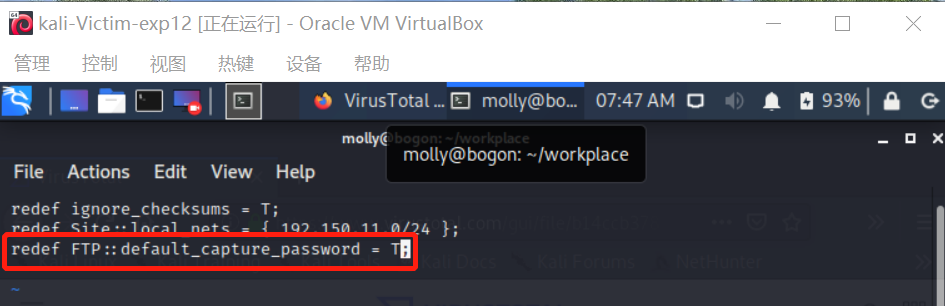 kali-Victim-exp12 [正在运行] - Oracle VM VirtualBox
管理 控制 视图 热键 设备 帮助
VirusTotal ... molly@bo... 07:47 AM 93%
molly@bogon: ~/workplace
molly@bogon: ~/workplace
File Actions Edit View Help
redef ignore_checksums = T;
redef Site::local_nets = { 192.150.11.0/24 };
redef FTP::default_capture_password = T;
Kali Docs Kali Forums NetHunter
~